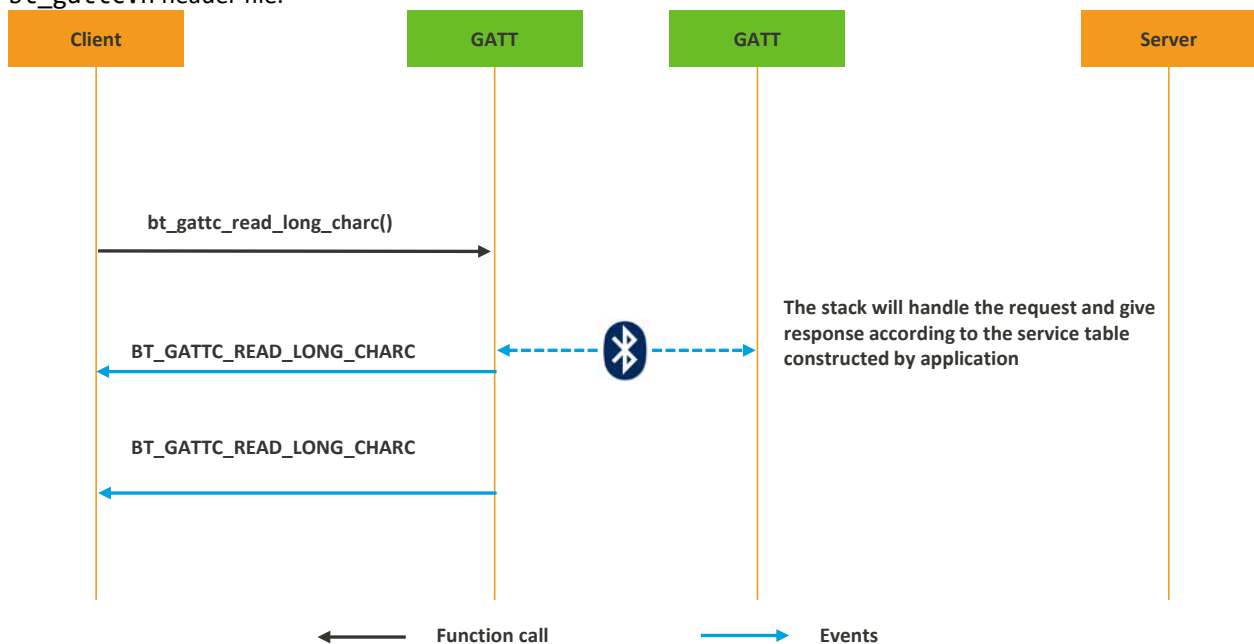 Client
GATT
GATT
Server
bt_gattc_read_long_charc()
The stack will handle the request and give
response according to the service table
constructed by application
BT_GATTC_READ_LONG_CHARC
BT_GATTC_READ_LONG_CHARC
Function call
Events